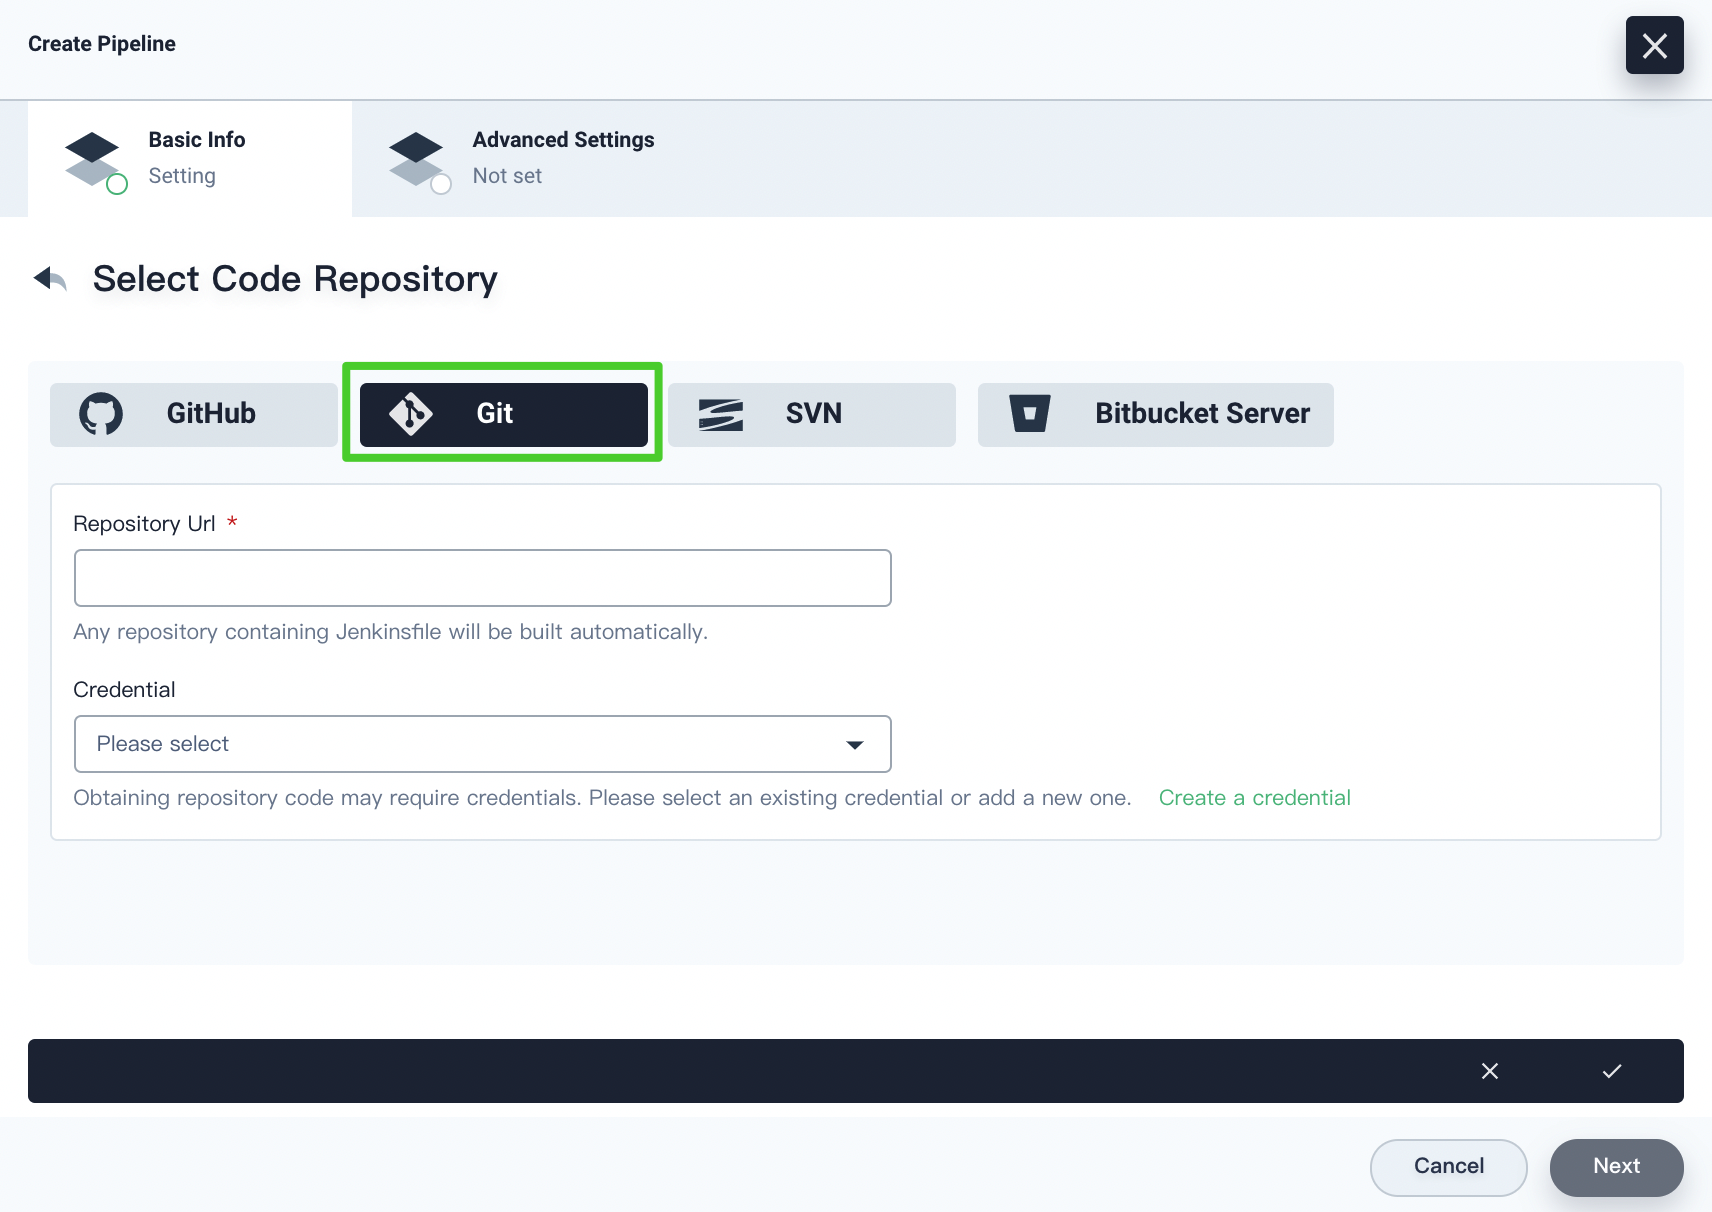 Create Pipeline
Basic Info
Setting
Advanced Settings
Not set
Select Code Repository
GitHub
Git
SVN
Bitbucket Server
Repository Url *
Any repository containing Jenkinsfile will be built automatically.
Credential
Please select
Obtaining repository code may require credentials. Please select an existing credential or add a new one. Create a credential
Cancel
Next